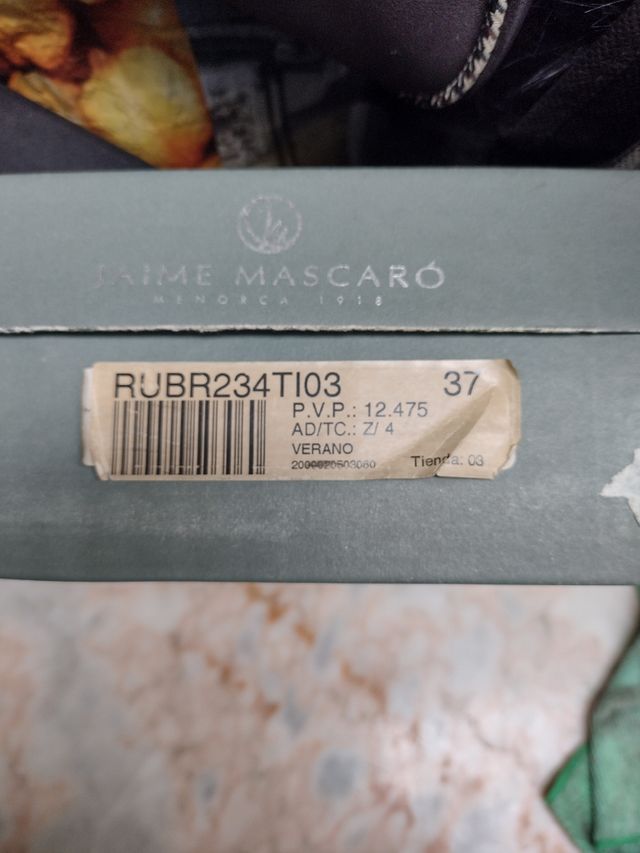 JAIME MASCARÓ
MENORCA 1918
RUBR234TI03 37
P.V.P.: 12.475
AD/TC.: Z/ 4
VERANO
Tienda: 03